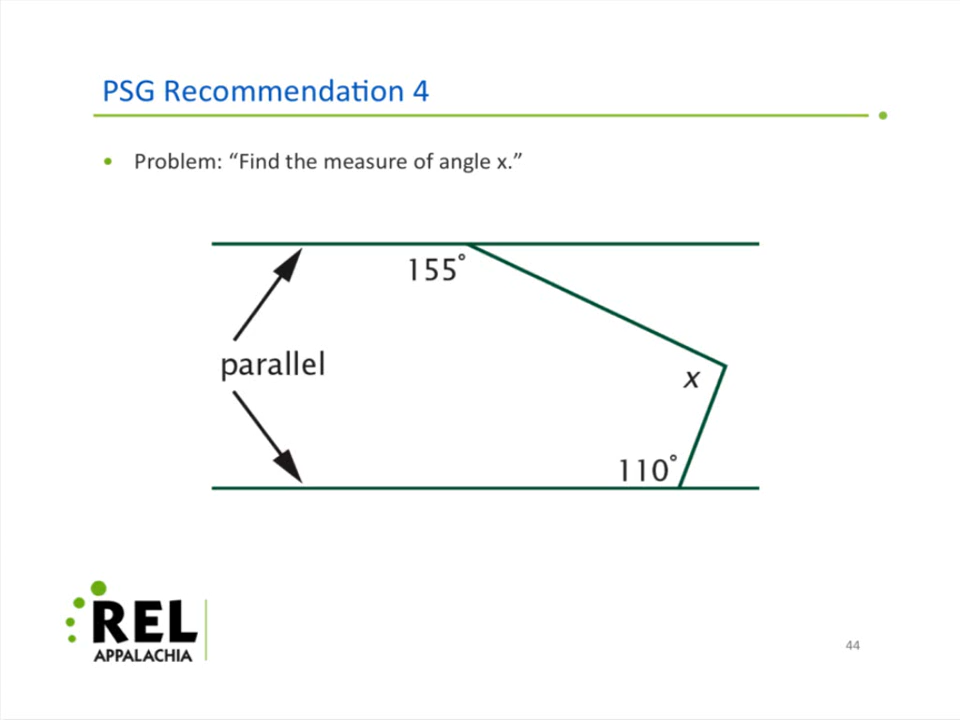 PSG Recommendation 4
• Problem: “Find the measure of angle x.”
155°
parallel
x
110°
REL
APPALACHIA
44